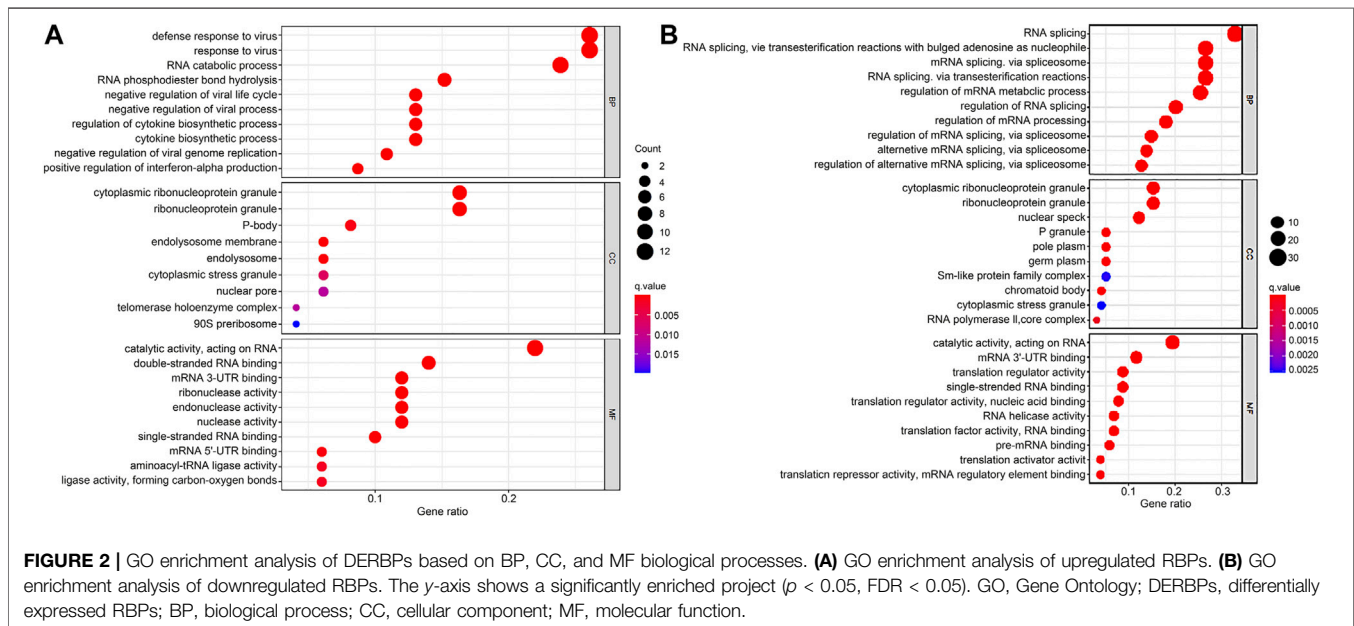 A
defense response to virus
response to virus
RNA catabolic process
RNA phosphodiester bond hydrolysis
negative regulation of viral life cycle
negative regulation of viral process
regulation of cytokine biosynthetic process
cytokine biosynthetic process
negative regulation of viral genome replication
positive regulation of interferon-alpha production
BP
cytoplasmic ribonucleoprotein granule
ribonucleoprotein granule
P-body
endolysosome membrane
endolysosome
cytoplasmic stress granule
nuclear pore
telomerase holoenzyme complex
90S preribosome
CC
catalytic activity, acting on RNA
double-stranded RNA binding
mRNA 3-UTR binding
ribonuclease activity
endonuclease activity
nuclease activity
single-stranded RNA binding
mRNA 5'-UTR binding
aminoacyl-tRNA ligase activity
ligase activity, forming carbon-oxygen bonds
MF
0.1 0.2
Gene ratio
Count
2
4
6
8
10
12
q.value
0.005
0.010
0.015
B
RNA splicing
RNA splicing, vie transesterification reactions with bulged adenosine as nucleophile
mRNA splicing. via spliceosome
RNA splicing. via transesterification reactions
regulation of mRNA metablic process
regulation of RNA splicing
regulation of mRNA processing
regulation of mRNA splicing, via spliceosome
altenetive mRNA splicing, via spliceosome
regulation of altenetive mRNA splicing, via spliceosome
BP
cytoplasmic ribonucleoprotein granule
ribonucleoprotein granule
nuclear speck
P granule
pole plasm
germ plasm
Sm-like protein family complex
chromatoid body
cytoplasmic stress granule
RNA polymerase II,core complex
CC
catalytic activity, acting on RNA
mRNA 3'-UTR binding
translation regulator activity
single-strended RNA binding
translation regulator activity, nucleic acid binding
RNA helicase activity
translation factor activity, RNA binding
pre-mRNA binding
trenslation activator activit
translation repressor activity, mRNA regulatory element binding
MF
0.1 0.2 0.3
Gene ratio
10
20
30
q.value
0.0005
0.0010
0.0015
0.0020
0.0025
FIGURE 2 | GO enrichment analysis of DERBPs based on BP, CC, and MF biological processes. (A) GO enrichment analysis of upregulated RBPs. (B) GO
enrichment analysis of downregulated RBPs. The y-axis shows a significantly enriched project (p < 0.05, FDR < 0.05). GO, Gene Ontology; DERBPs, differentially
expressed RBPs; BP, biological process; CC, cellular component; MF, molecular function.